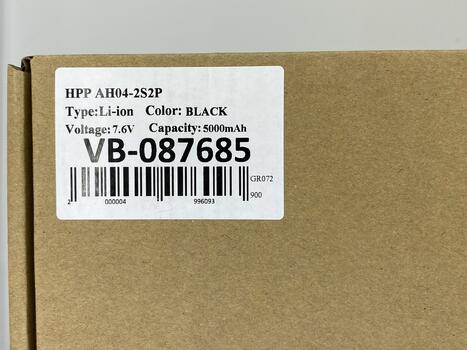 HPP AH04-2S2P
Type:Li-ion Color: BLACK
Voltage: 7.6V Capacity: 5000mAh
VB-087685
GR072
900
2 000004 996093